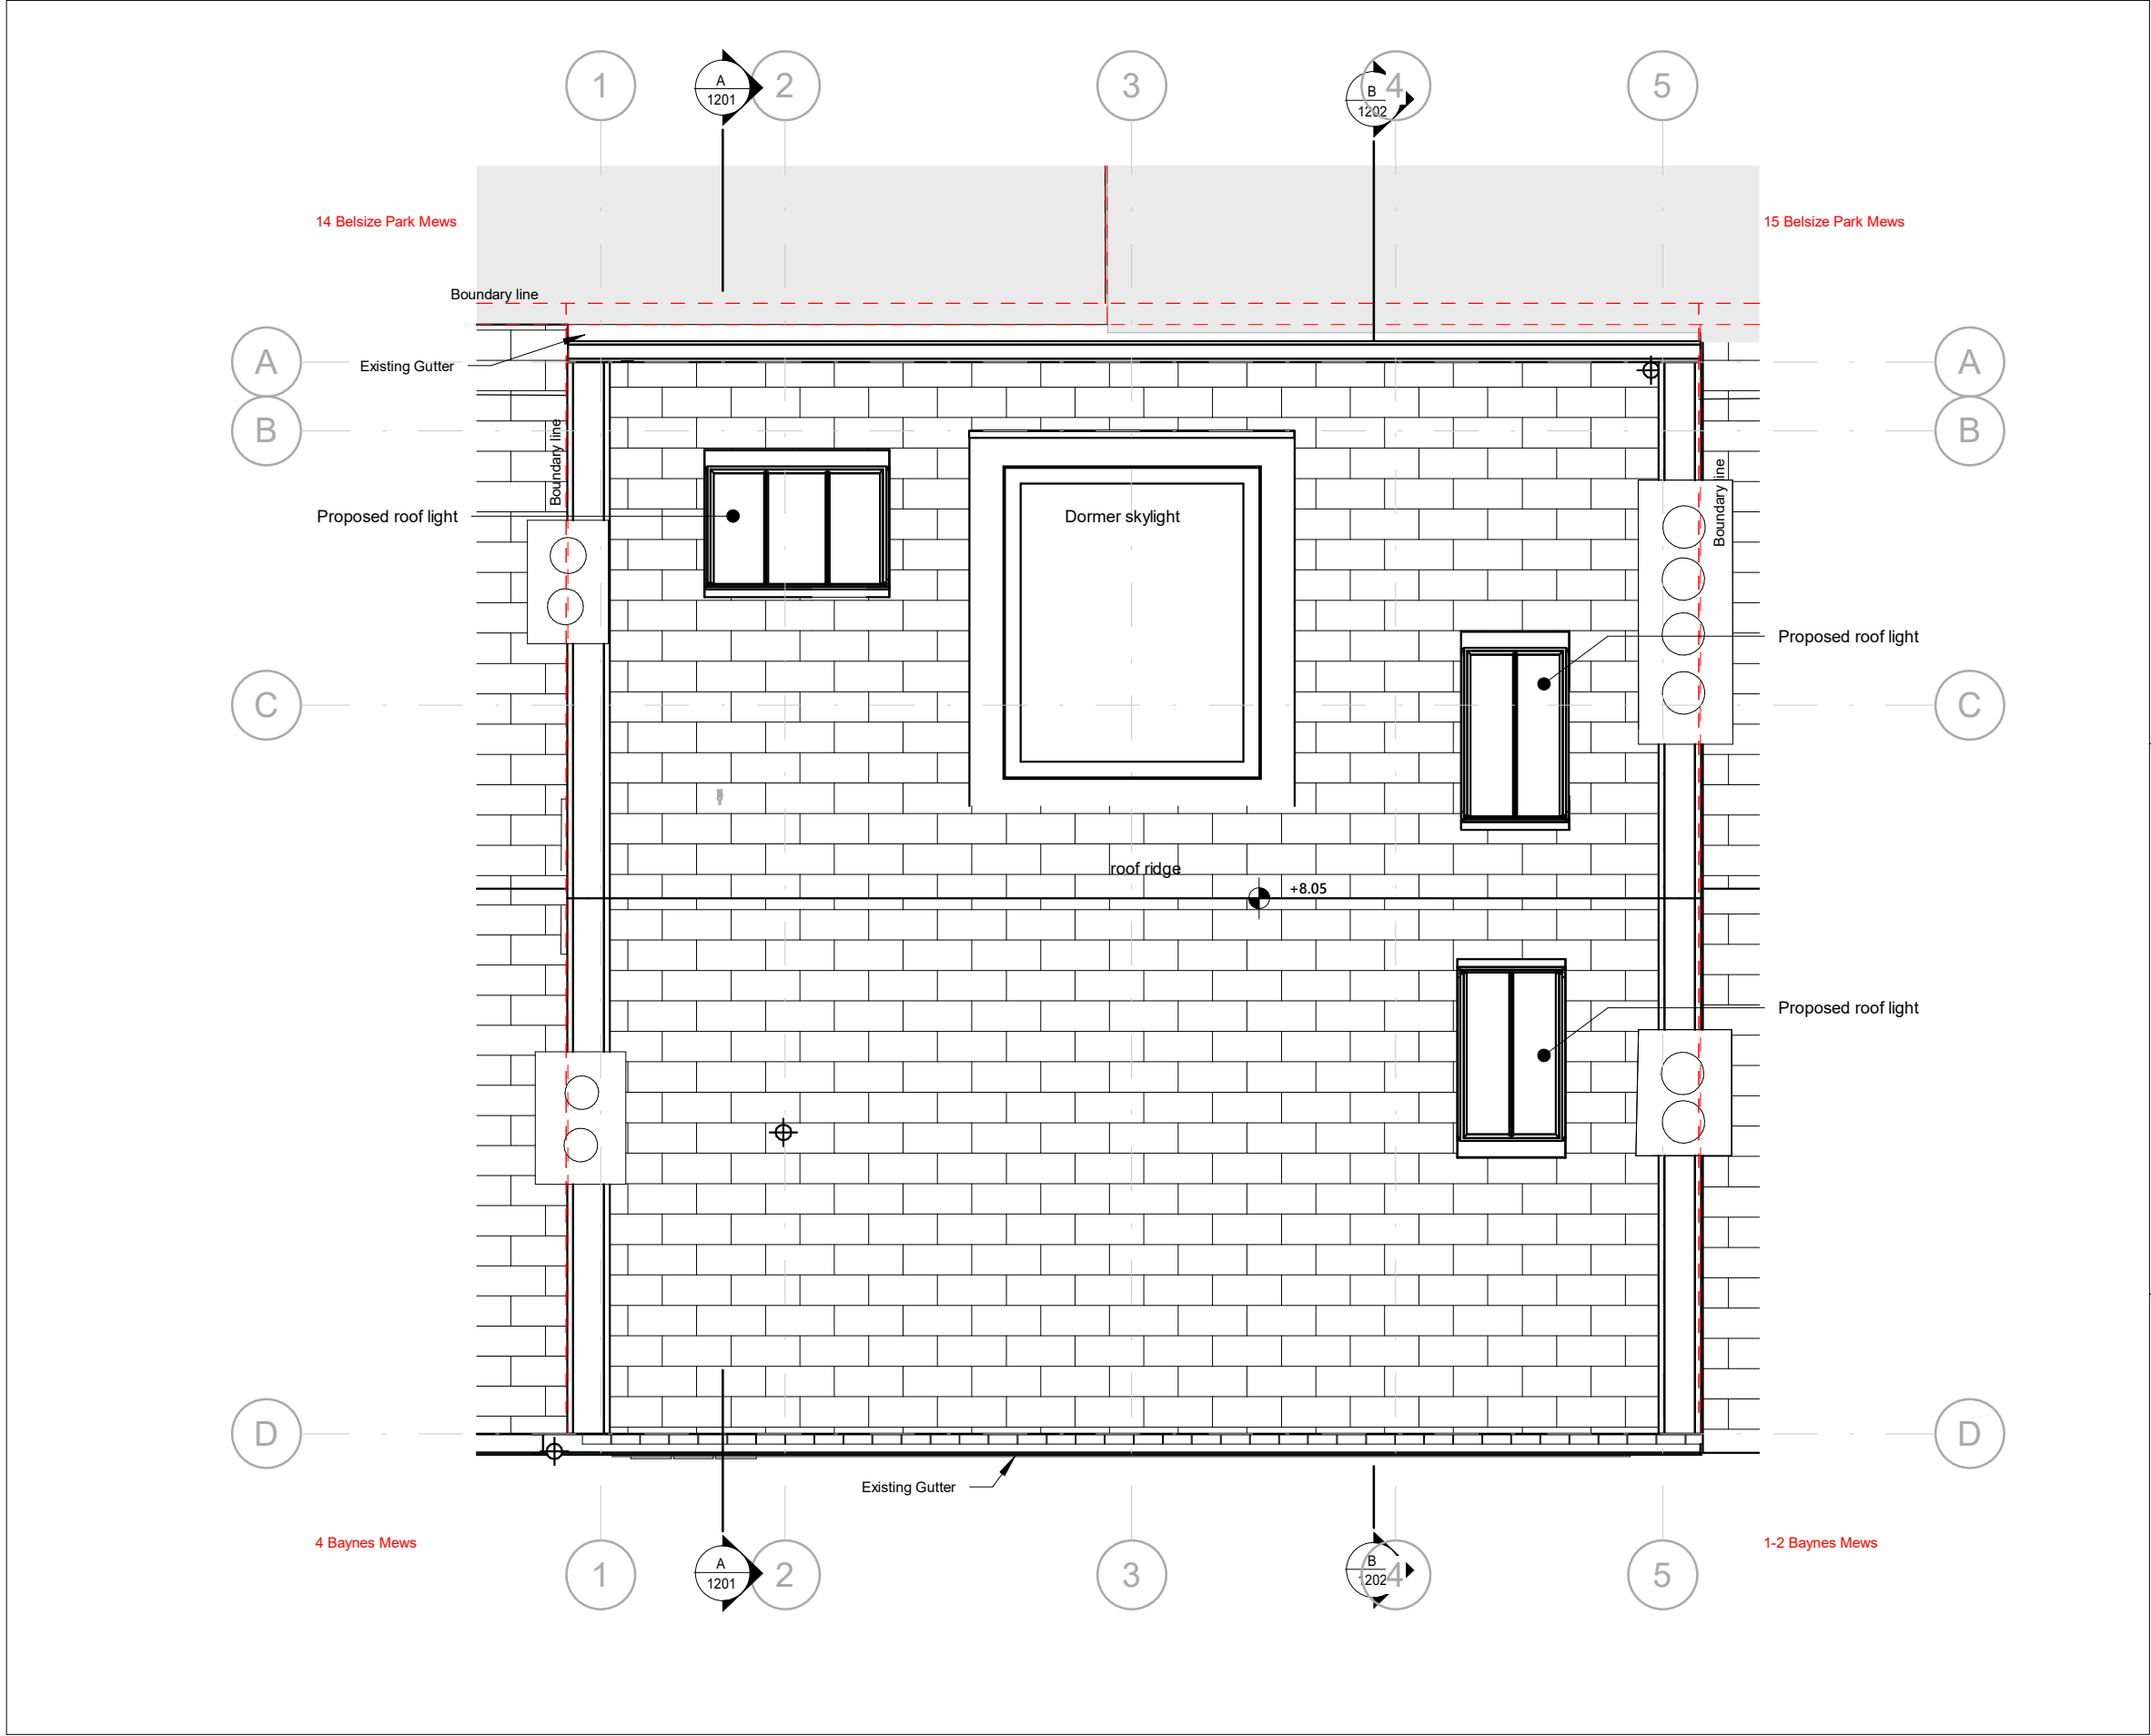 1
A
1201
2
3
B
1202
4
5
14 Belsize Park Mews
15 Belsize Park Mews
Boundary line
Existing Gutter
A
A
B
B
Boundary line
Boundary line
Proposed roof light
Dormer skylight
Proposed roof light
C
C
roof ridge
+8.05
Proposed roof light
D
D
Existing Gutter
4 Baynes Mews
1-2 Baynes Mews
1
A
1201
2
3
B
1202
4
5